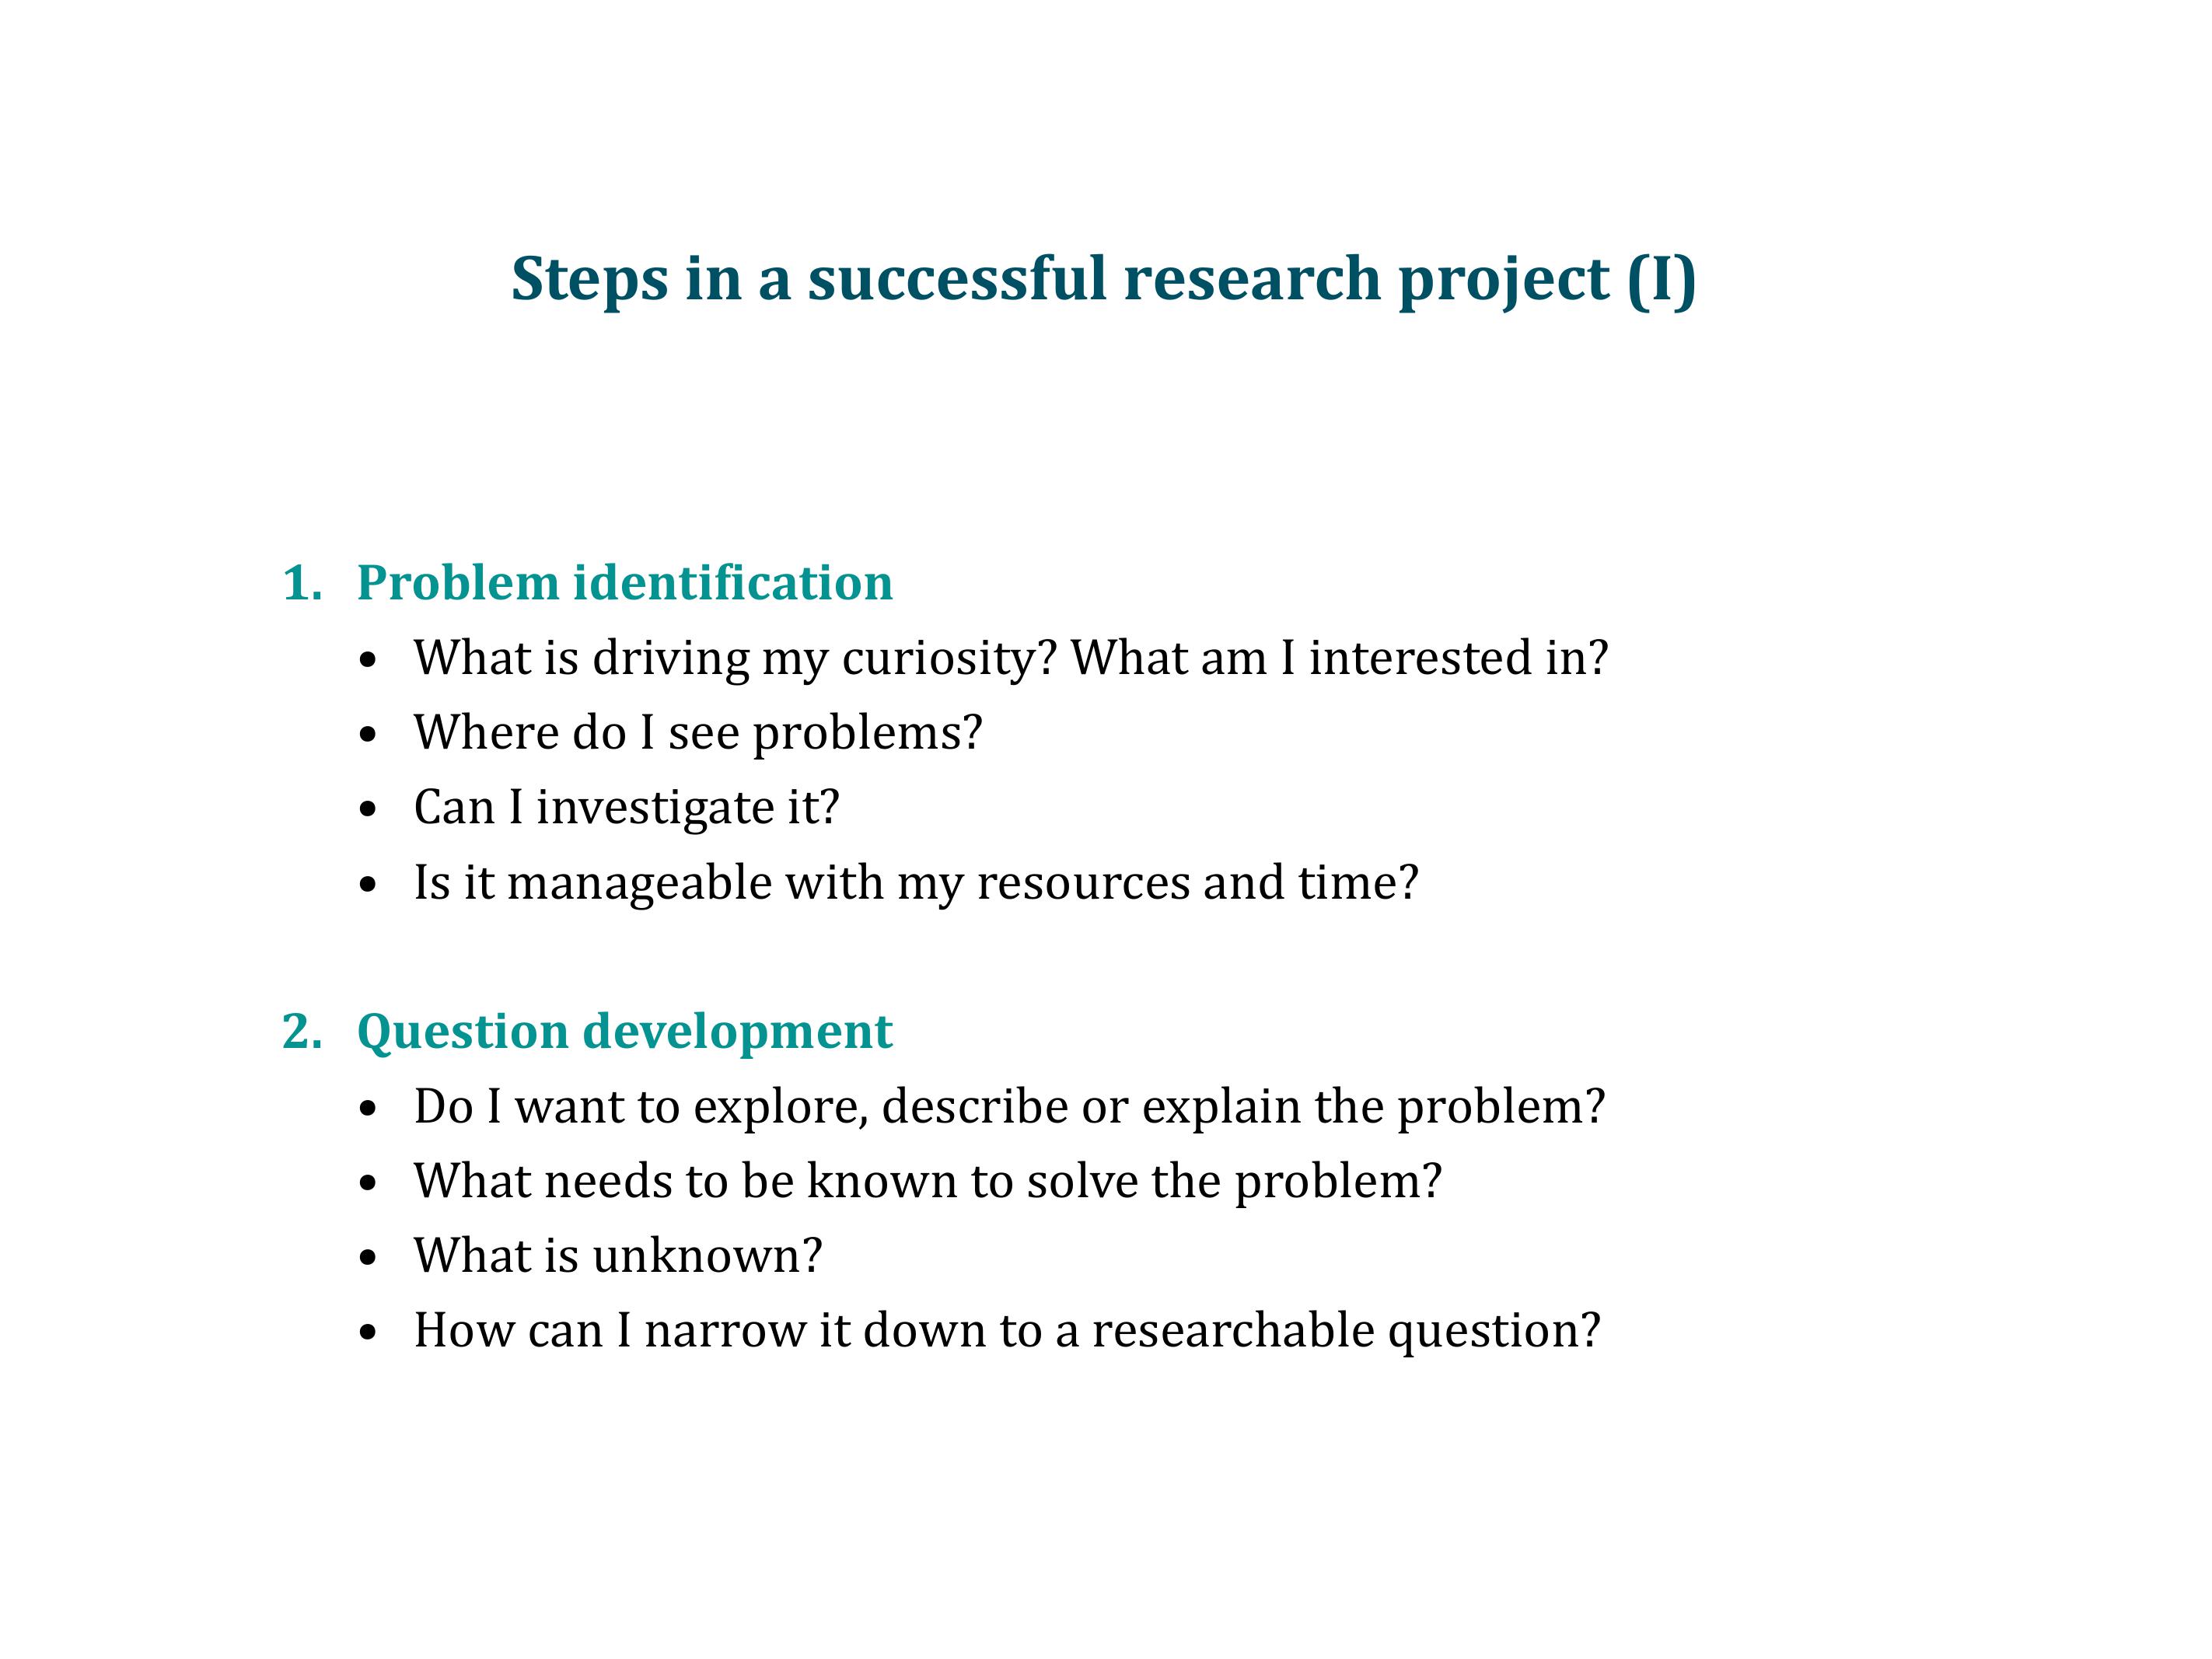 Steps in a successful research project (I)
1. Problem identification
• What is driving my curiosity? What am I interested in?
• Where do I see problems?
• Can I investigate it?
• Is it manageable with my resources and time?
2. Question development
• Do I want to explore, describe or explain the problem?
• What needs to be known to solve the problem?
• What is unknown?
• How can I narrow it down to a researchable question?